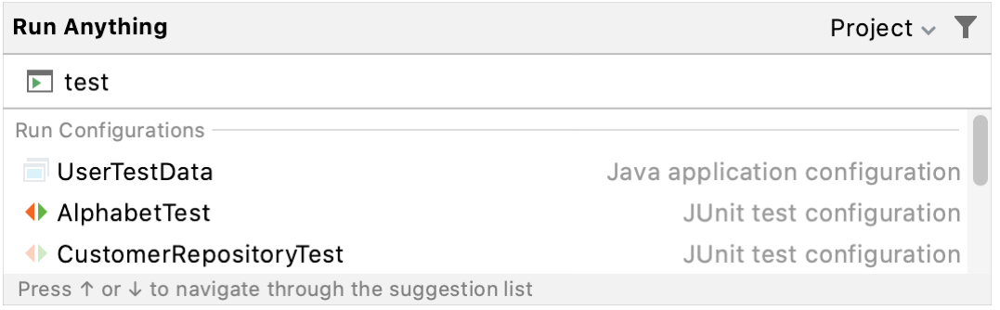 Run Anything Project
test
Run Configurations
UserTestData Java application configuration
AlphabetTest JUnit test configuration
CustomerRepositoryTest JUnit test configuration
Press ↑ or ↓ to navigate through the suggestion list